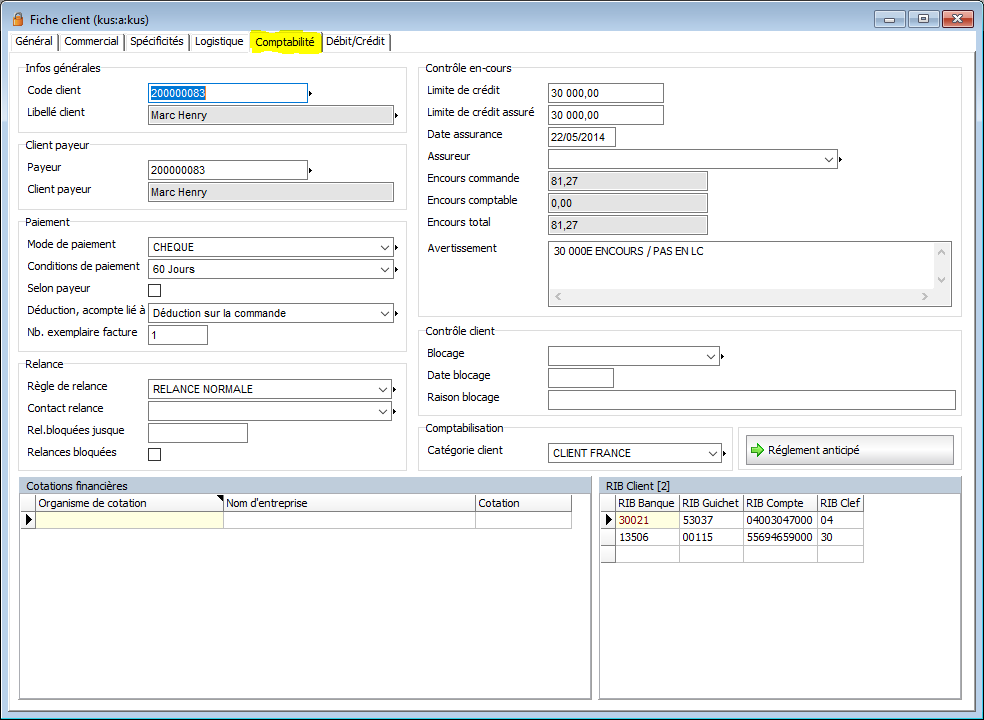 Fiche client (kus:a:kus)
Général Commercial Spécificités Logistique Comptabilité Débit/Crédit
Infos générales
Code client 200000083
Libellé client Marc Henry
Client payeur
Payeur 200000083
Client payeur Marc Henry
Paiement
Mode de paiement CHEQUE
Conditions de paiement 60 Jours
Selon payeur
Déduction, acompte lié à Déduction sur la commande
Nb. exemplaire facture 1
Relance
Règle de relance RELANCE NORMALE
Contact relance
Rel.bloquées jusque
Relances bloquées
Contrôle en-cours
Limite de crédit 30 000,00
Limite de crédit assuré 30 000,00
Date assurance 22/05/2014
Assureur
Encours commande 81,27
Encours comptable 0,00
Encours total 81,27
Avertissement 30 000E ENCOURS / PAS EN LC
Contrôle client
Blocage
Date blocage
Raison blocage
Comptabilisation
Catégorie client CLIENT FRANCE
Réglement anticipé
Cotations financières
Organisme de cotation Nom d'entreprise Cotation
RIB Client [2]
RIB Banque RIB Guichet RIB Compte RIB Clef
30021 53037 04003047000 04
13506 00115 55694659000 30